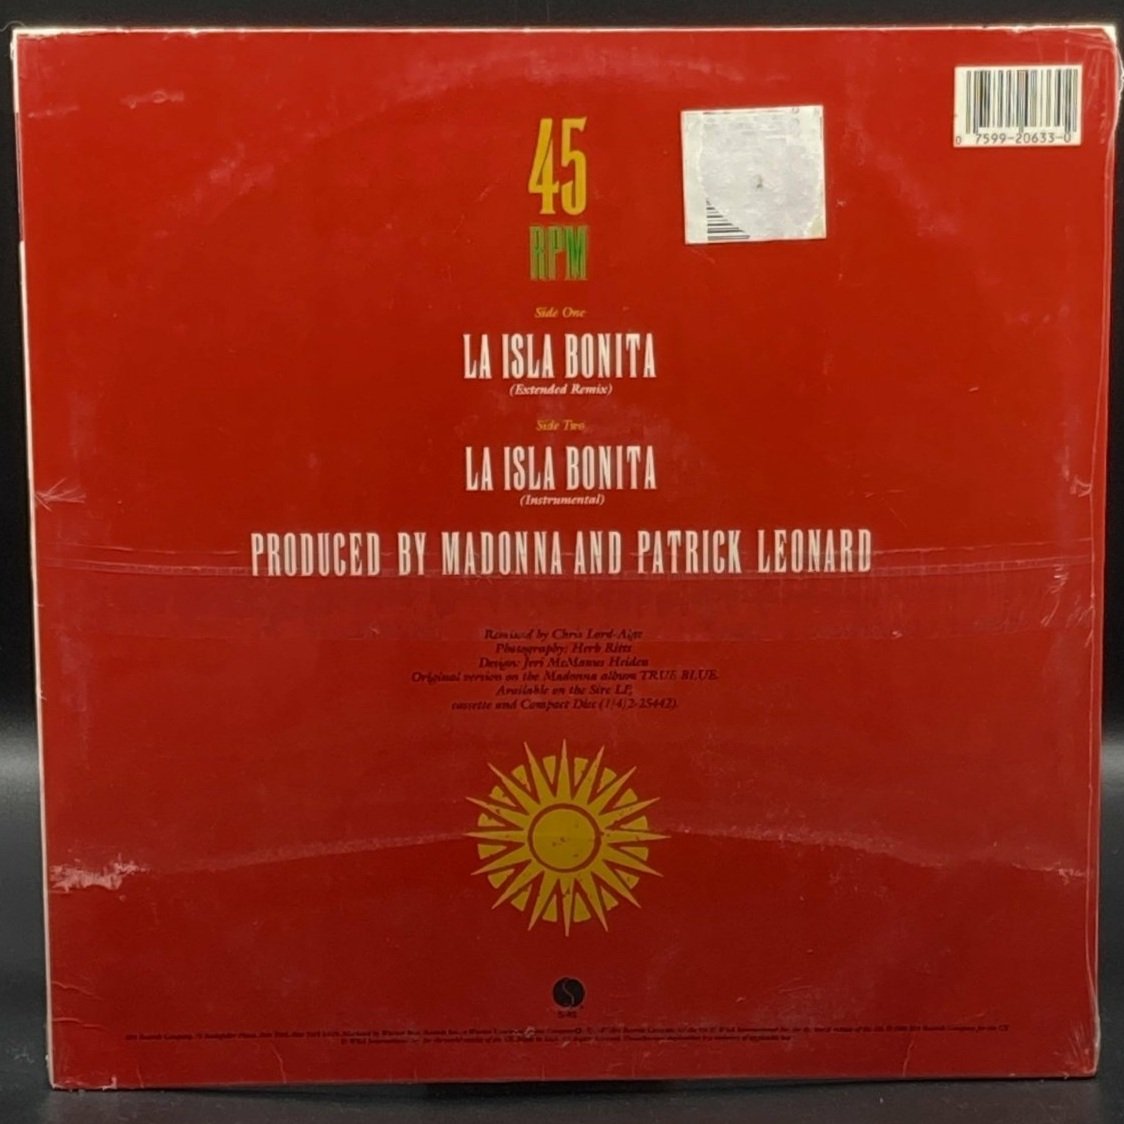 0 7599-20633-0
45
RPM
Side One
LA ISLA BONITA
(Extended Remix)
Side Two
LA ISLA BONITA
(Instrumental)
PRODUCED BY MADONNA AND PATRICK LEONARD
Remixed by Chris Lord-Alge
Photography: Herb Ritts
Design: Jeri McManus Heiden
Original version on the Madonna album TRUE BLUE.
Available on the Sire LP,
cassette and Compact Disc (1/4/2-25442).